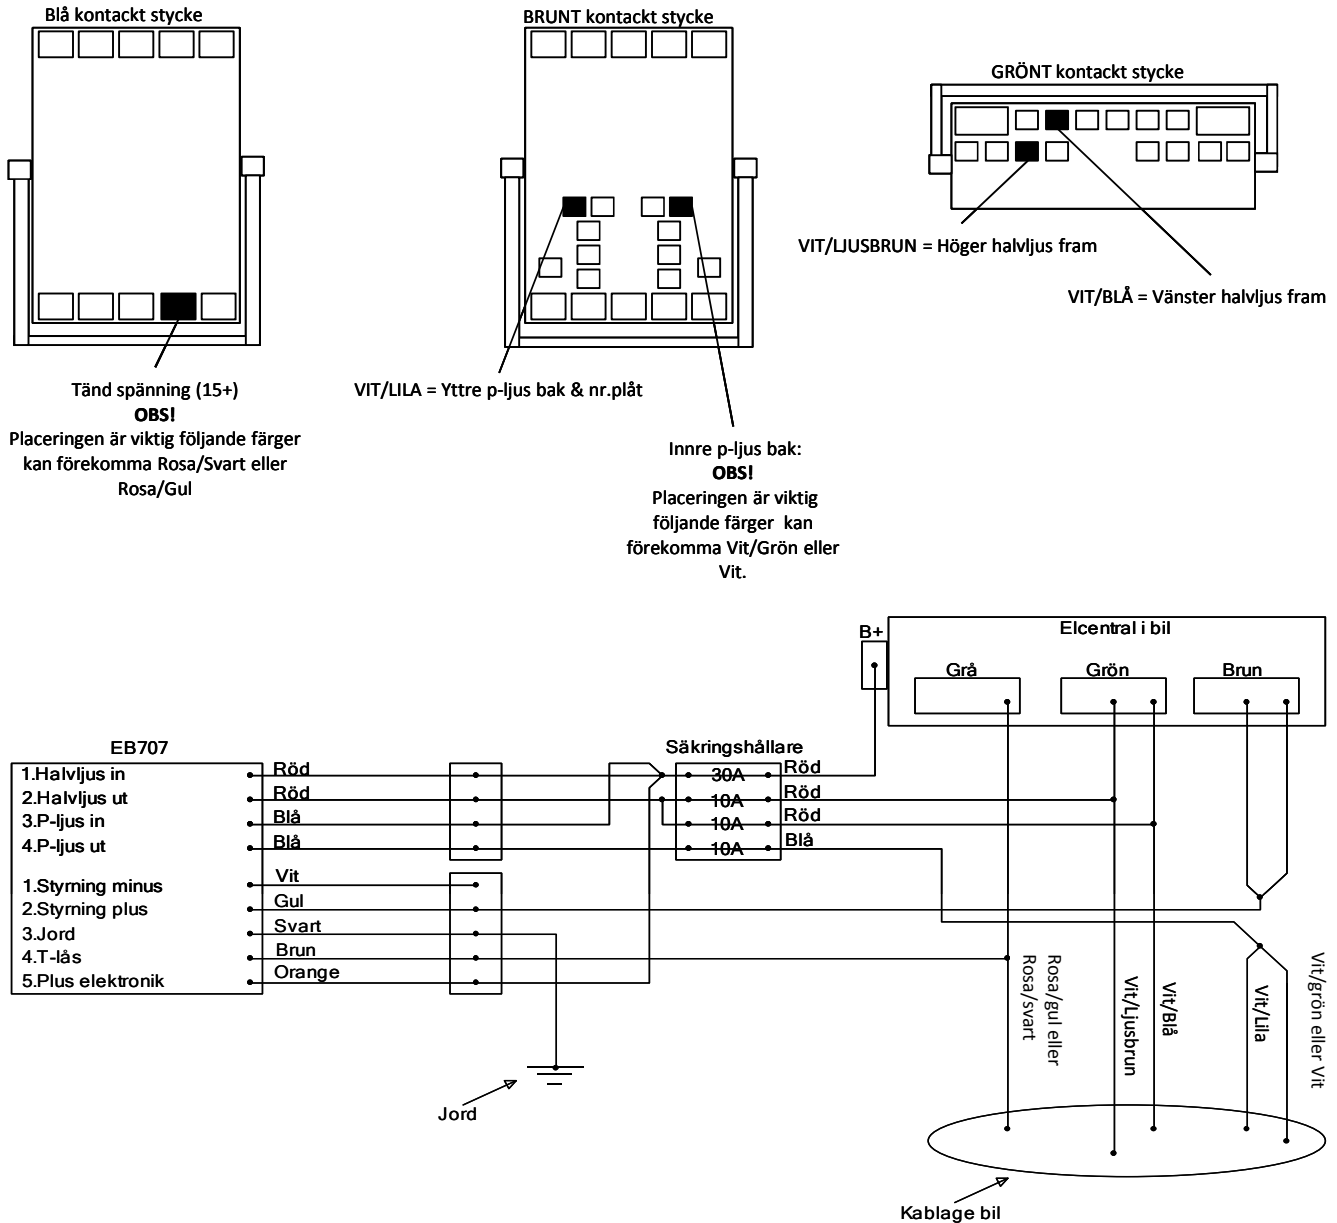 Blå kontackt stycke
BRUNT kontackt stycke
GRÖNT kontackt stycke
VIT/LJUSBRUN = Höger halvljus fram
VIT/BLÅ = Vänster halvljus fram
Tänd spänning (15+)
OBS!
Placeringen är viktig följande färger
kan förekomma Rosa/Svart eller
Rosa/Gul
VIT/LILA = Yttre p-ljus bak & nr.plåt
Innre p-ljus bak:
OBS!
Placeringen är viktig
följande färger kan
förekomma Vit/Grön eller
Vit.
B+
Elcentral i bil
Grå
Grön
Brun
EB707
Säkringshållare
1.Halvljus in
Röd
30A
Röd
2.Halvljus ut
Röd
10A
Röd
3.P-ljus in
Blå
10A
Röd
4.P-ljus ut
Blå
10A
Blå
1.Styrning minus
Vit
2.Styrning plus
Gul
3.Jord
Svart
4.T-lås
Brun
5.Plus elektronik
Orange
Rosa/gul eller
Rosa/svart
Vit/Ljusbrun
Vit/Blå
Vit/Lila
Vit/grön eller Vit
Jord
Kablage bil